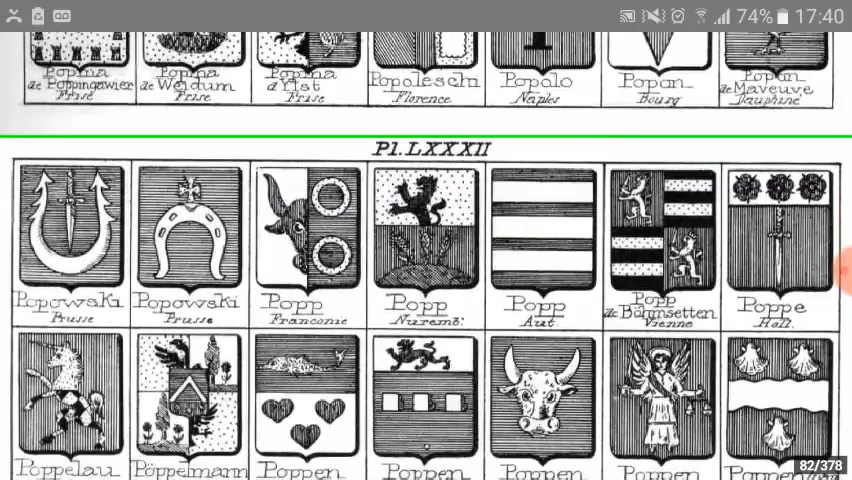 74% 17:40
Popma
de Poppingawier
Frise
Popma
de Weidum
Frise
Popma
d'Ylst
Frise
Popoleschi
Florence
Popolo
Naples
Popon
Bourg
Popon
de Maveuve
Dauphiné
Pl. LXXXII
Popowski
Prusse
Popowski
Prusse
Popp
Franconie
Popp
Nuremb.
Popp
Aut.
Popp
de Böhmsetten
Vienne
Poppe
Holl.
Poppelau
Pöppelmann
Poppen
Poppen
Poppen
Poppen
Poppen
82/378